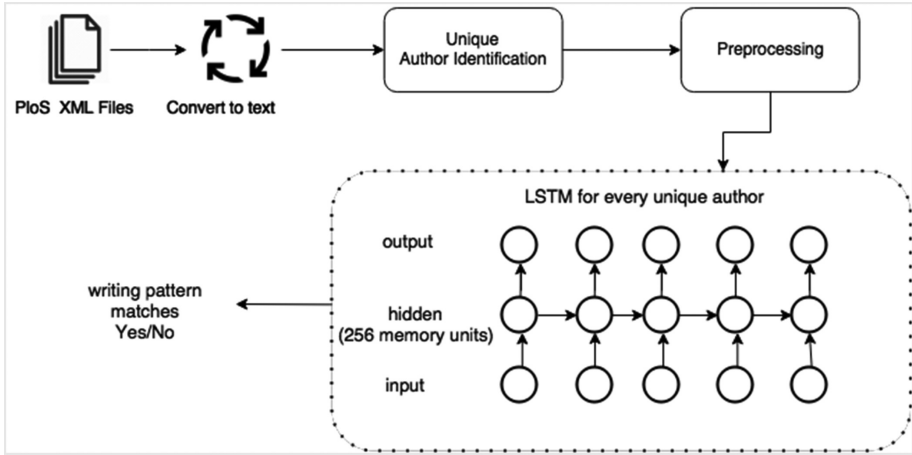 PloS XML Files
Convert to text
Unique
Author Identification
Preprocessing
LSTM for every unique author
output
hidden
(256 memory units)
input
writing pattern
matches
Yes/No